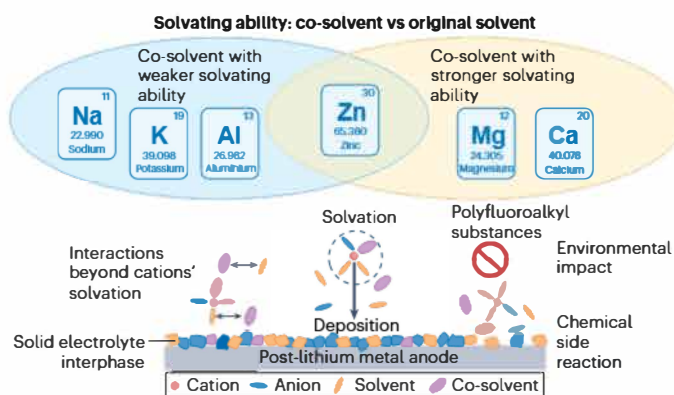 Solvating ability: co-solvent vs original solvent
Co-solvent with
weaker solvating
ability
Co-solvent with
stronger solvating
ability
11
Na
22.990
Sodium
19
K
39.098
Potassium
13
Al
26.982
Aluminium
30
Zn
65.380
Zinc
12
Mg
24.305
Magnesium
20
Ca
40.078
Calcium
Interactions
beyond cations'
solvation
Solvation
Deposition
Polyfluoroalkyl
substances
Environmental
impact
Chemical
side
reaction
Solid electrolyte
interphase
Post-lithium metal anode
Cation Anion Solvent Co-solvent